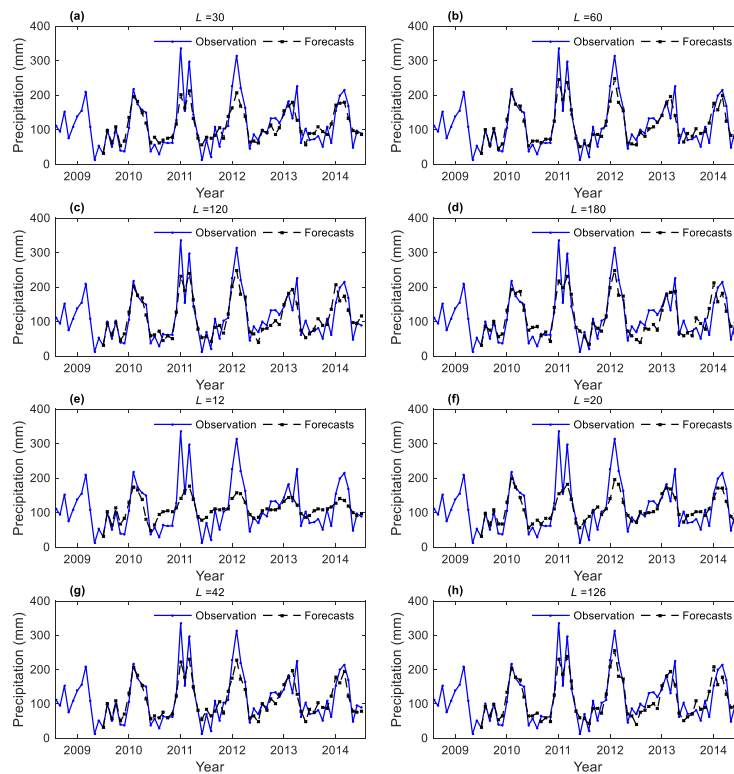 (a) L =30
Observation Forecasts
Precipitation (mm)
400
300
200
100
0
2009 2010 2011 2012 2013 2014
Year
(b) L =60
Observation Forecasts
Precipitation (mm)
400
300
200
100
0
2009 2010 2011 2012 2013 2014
Year
(c) L =120
Observation Forecasts
Precipitation (mm)
400
300
200
100
0
2009 2010 2011 2012 2013 2014
Year
(d) L =180
Observation Forecasts
Precipitation (mm)
400
300
200
100
0
2009 2010 2011 2012 2013 2014
Year
(e) L =12
Observation Forecasts
Precipitation (mm)
400
300
200
100
0
2009 2010 2011 2012 2013 2014
Year
(f) L =20
Observation Forecasts
Precipitation (mm)
400
300
200
100
0
2009 2010 2011 2012 2013 2014
Year
(g) L =42
Observation Forecasts
Precipitation (mm)
400
300
200
100
0
2009 2010 2011 2012 2013 2014
Year
(h) L =126
Observation Forecasts
Precipitation (mm)
400
300
200
100
0
2009 2010 2011 2012 2013 2014
Year